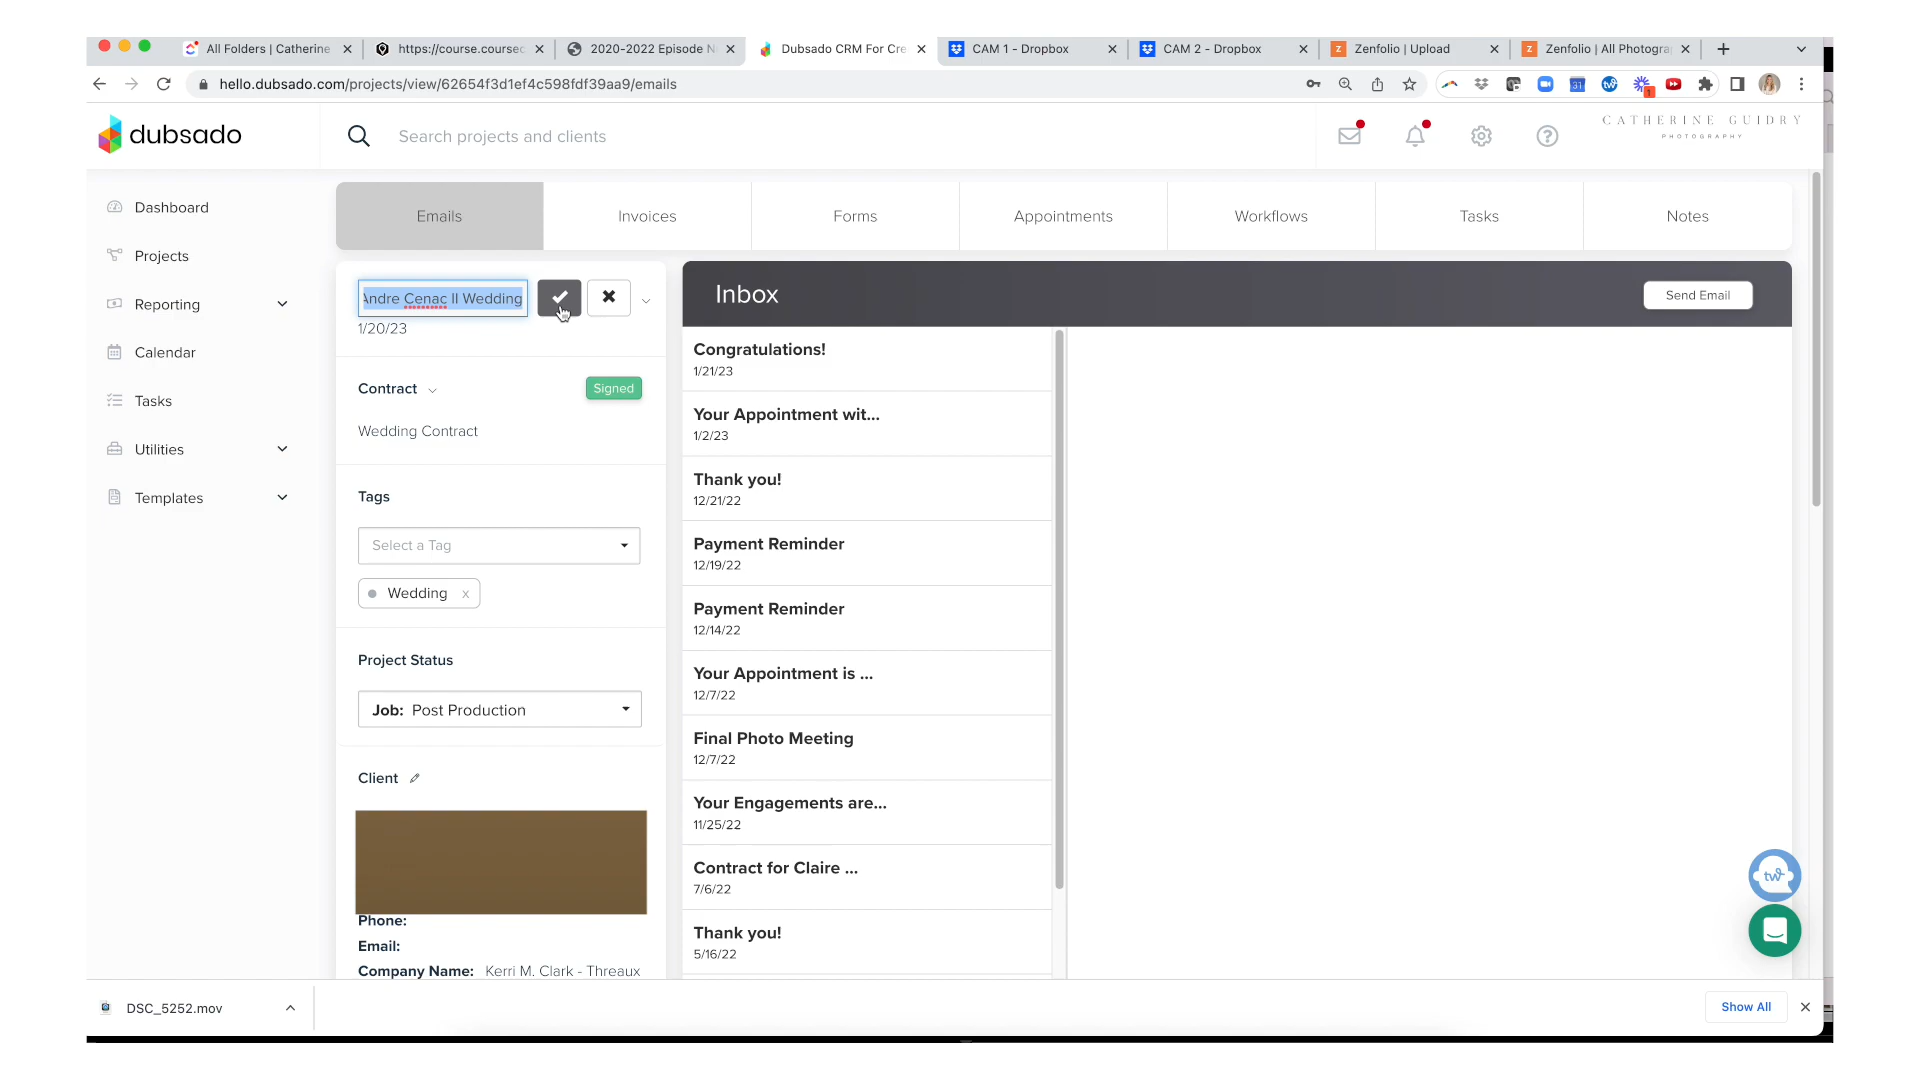 All Folders | Catherine
https://course.coursec
2020-2022 Episode N
Dubsado CRM For Cre
CAM 1 - Dropbox
CAM 2 - Dropbox
Zenfolio | Upload
Zenfolio | All Photogra
hello.dubsado.com/projects/view/62654f3d1ef4c598fdf39aa9/emails
31
tw
1
dubsado
Search projects and clients
CATHERINE GUIDRY
PHOTOGRAPHY
Dashboard
Projects
Reporting
Calendar
Tasks
Utilities
Templates
Emails
Invoices
Forms
Appointments
Workflows
Tasks
Notes
Andre Cenac II Wedding
1/20/23
Contract
Signed
Wedding Contract
Tags
Select a Tag
Wedding x
Project Status
Job: Post Production
Client
Phone:
Email:
Company Name: Kerri M. Clark - Threaux
Inbox
Send Email
Congratulations!
1/21/23
Your Appointment wit...
1/2/23
Thank you!
12/21/22
Payment Reminder
12/19/22
Payment Reminder
12/14/22
Your Appointment is ...
12/7/22
Final Photo Meeting
12/7/22
Your Engagements are...
11/25/22
Contract for Claire ...
7/6/22
Thank you!
5/16/22
tw
DSC_5252.mov
Show All